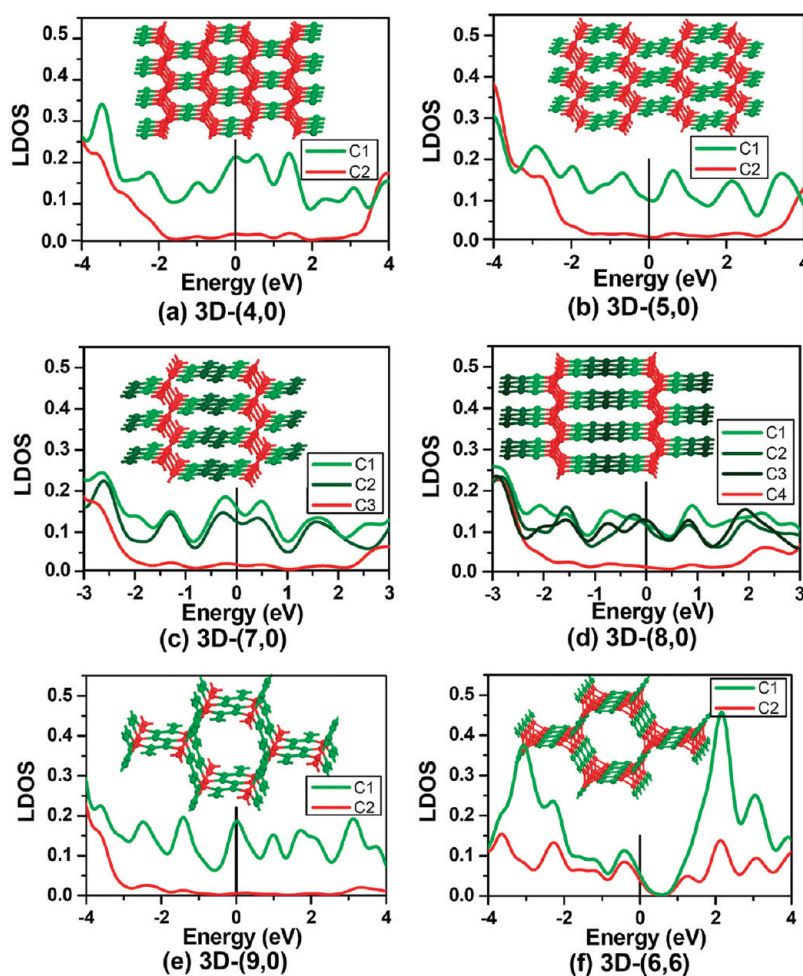 0.5
0.4
0.3
0.2
0.1
0.0
LDOS
C1
C2
-4 -2 0 2 4
Energy (eV)
(a) 3D-(4,0)
0.5
0.4
0.3
0.2
0.1
0.0
LDOS
C1
C2
-4 -2 0 2 4
Energy (eV)
(b) 3D-(5,0)
0.5
0.4
0.3
0.2
0.1
0.0
LDOS
C1
C2
C3
-3 -2 -1 0 1 2 3
Energy (eV)
(c) 3D-(7,0)
0.5
0.4
0.3
0.2
0.1
0.0
LDOS
C1
C2
C3
C4
-3 -2 -1 0 1 2 3
Energy (eV)
(d) 3D-(8,0)
0.5
0.4
0.3
0.2
0.1
0.0
LDOS
C1
C2
-4 -2 0 2 4
Energy (eV)
(e) 3D-(9,0)
0.5
0.4
0.3
0.2
0.1
0.0
LDOS
C1
C2
-4 -2 0 2 4
Energy (eV)
(f) 3D-(6,6)